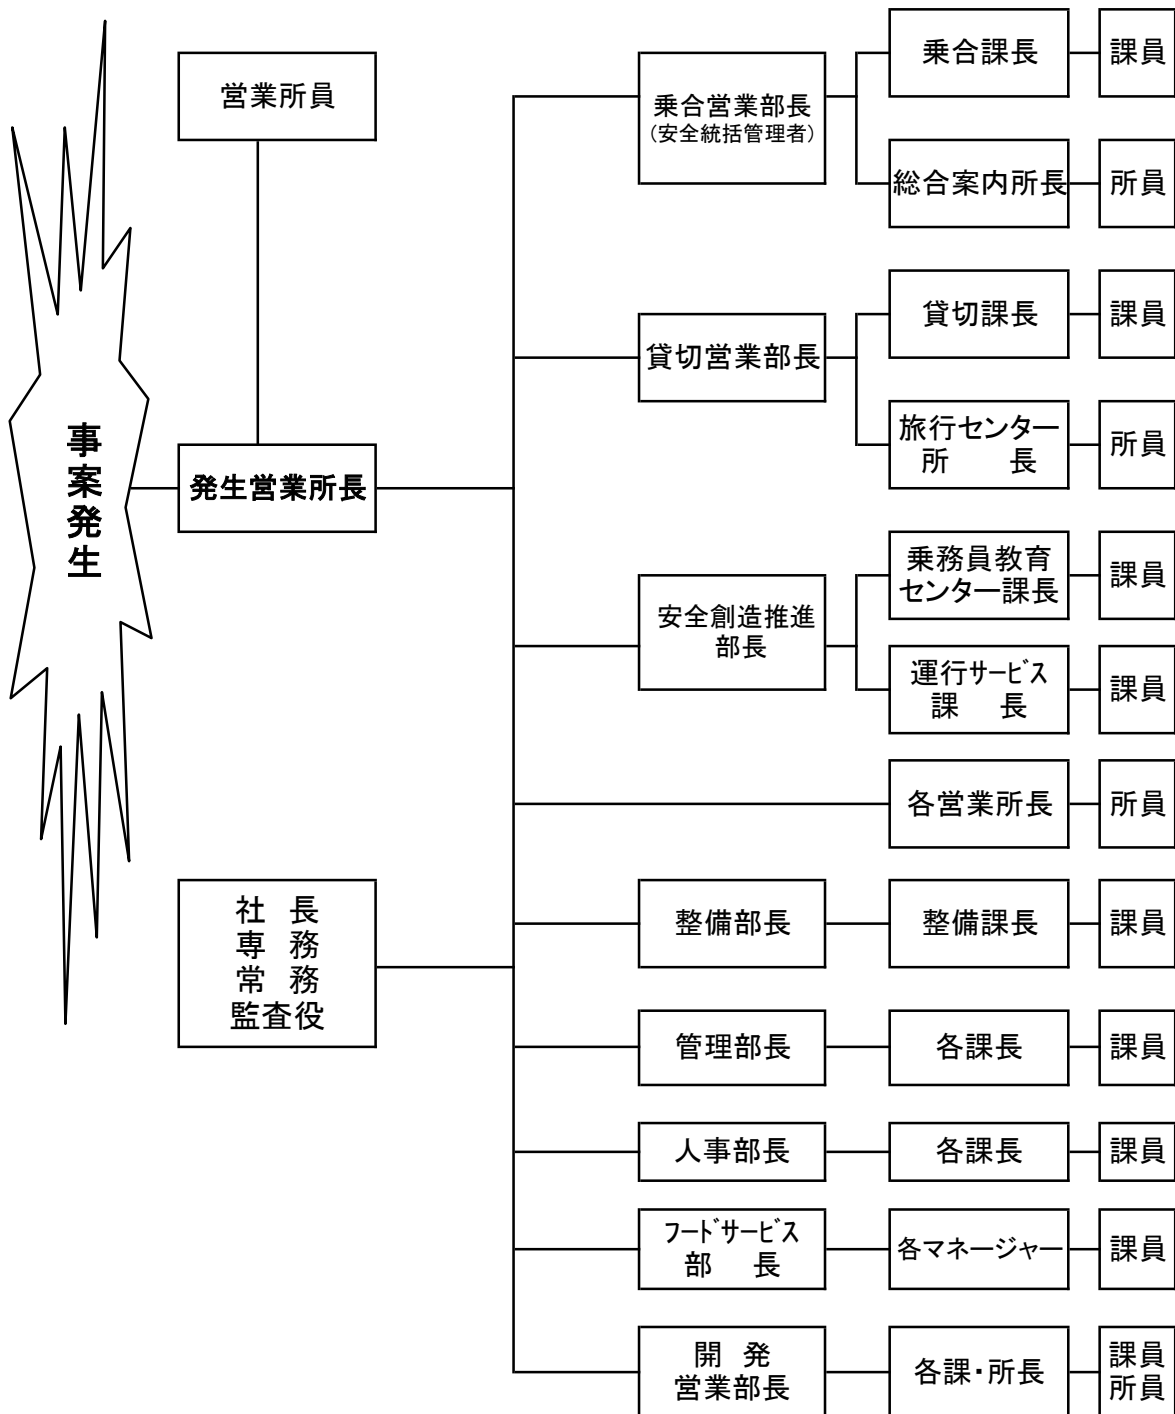 事案発生
営業所員
発生営業所長
社　長
専　務
常　務
監査役
乗合営業部長
（安全統括管理者）
乗合課長
課員
総合案内所長
所員
貸切営業部長
貸切課長
課員
旅行センター
所　　長
所員
安全創造推進
部長
乗務員教育
センター課長
課員
運行ｻｰﾋﾞｽ
課　長
課員
各営業所長
所員
整備部長
整備課長
課員
管理部長
各課長
課員
人事部長
各課長
課員
ﾌｰﾄﾞｻｰﾋﾞｽ
部　　長
各マネージャー
課員
開　発
営業部長
各課・所長
課員
所員